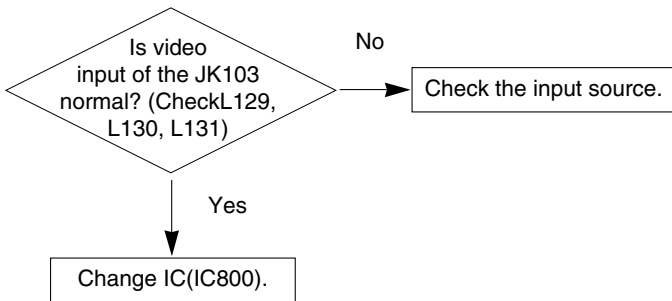 Is video
input of the JK103
normal? (CheckL129,
L130, L131)
No
Check the input source.
Yes
Change IC(IC800).